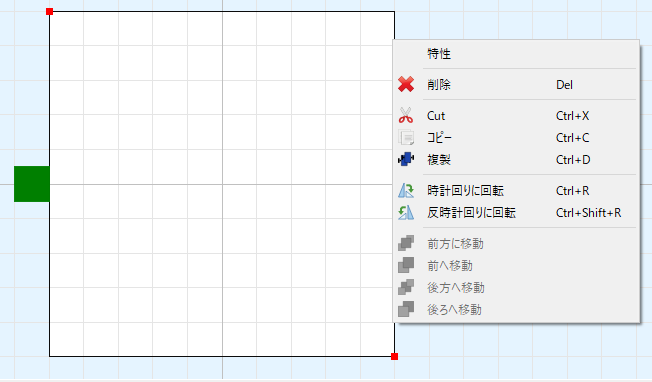 特性
削除 Del
Cut Ctrl+X
コピー Ctrl+C
複製 Ctrl+D
時計回りに回転 Ctrl+R
反時計回りに回転 Ctrl+Shift+R
前方に移動
前へ移動
後方へ移動
後ろへ移動